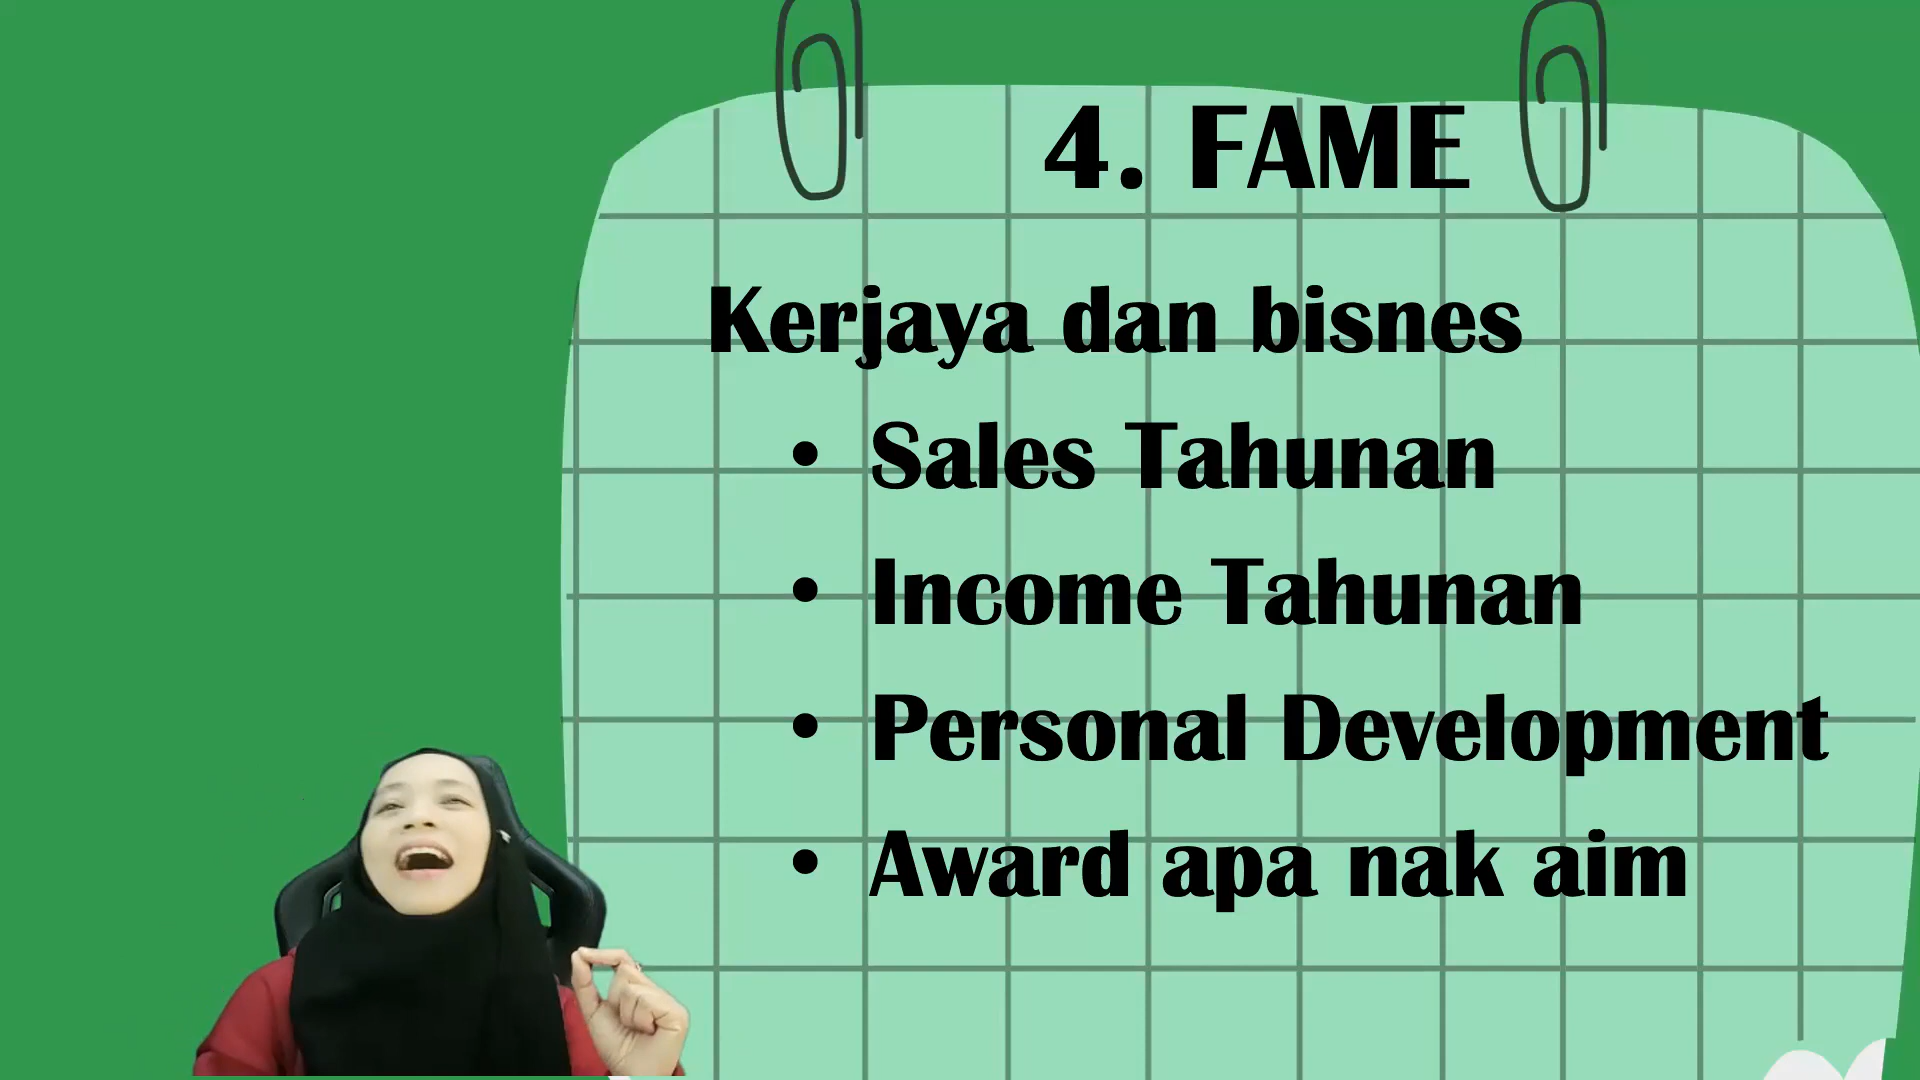 4. FAME
Kerjaya dan bisnes
• Sales Tahunan
• Income Tahunan
• Personal Development
• Award apa nak aim